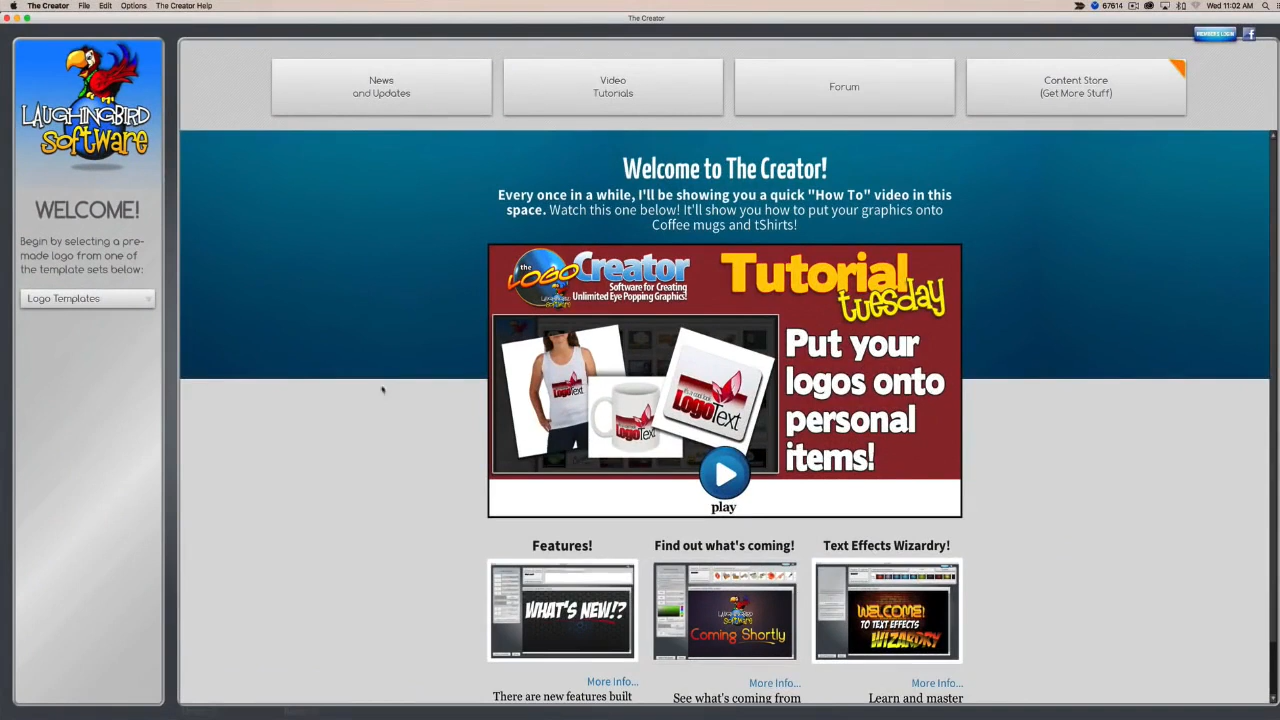 The Creator File Edit Options The Creator Help
67614 Wed 11:02 AM
The Creator
MEMBERS LOGIN
LAUGHINGBIRD
Software
WELCOME!
Begin by selecting a pre-
made logo from one of
the template sets below:
Logo Templates
News
and Updates
Video
Tutorials
Forum
Content Store
(Get More Stuff)
Welcome to The Creator!
Every once in a while, I'll be showing you a quick "How To" video in this
space. Watch this one below! It'll show you how to put your graphics onto
Coffee mugs and tShirts!
the LOGO Creator
Software for Creating
Unlimited Eye Popping Graphics!
Tutorial
tuesday
Put your
logos onto
personal
items!
LogoText
LogoText
LogoText
play
Features!
WHAT'S NEW!?
More Info...
There are new features built
Find out what's coming!
Coming Shortly
More Info...
See what's coming from
Text Effects Wizardry!
WELCOME!
TO TEXT EFFECTS
WIZARDRY
More Info...
Learn and master